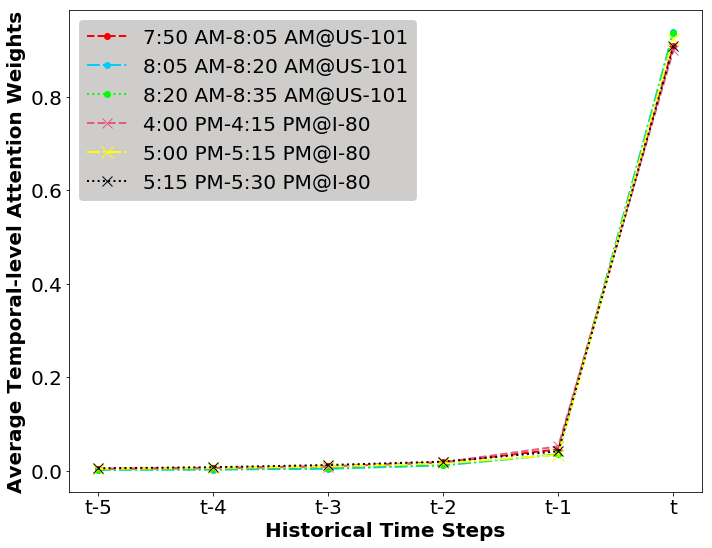 7:50 AM-8:05 AM@US-101
8:05 AM-8:20 AM@US-101
8:20 AM-8:35 AM@US-101
4:00 PM-4:15 PM@I-80
5:00 PM-5:15 PM@I-80
5:15 PM-5:30 PM@I-80
Average Temporal-level Attention Weights
0.8
0.6
0.4
0.2
0.0
t-5 t-4 t-3 t-2 t-1 t
Historical Time Steps